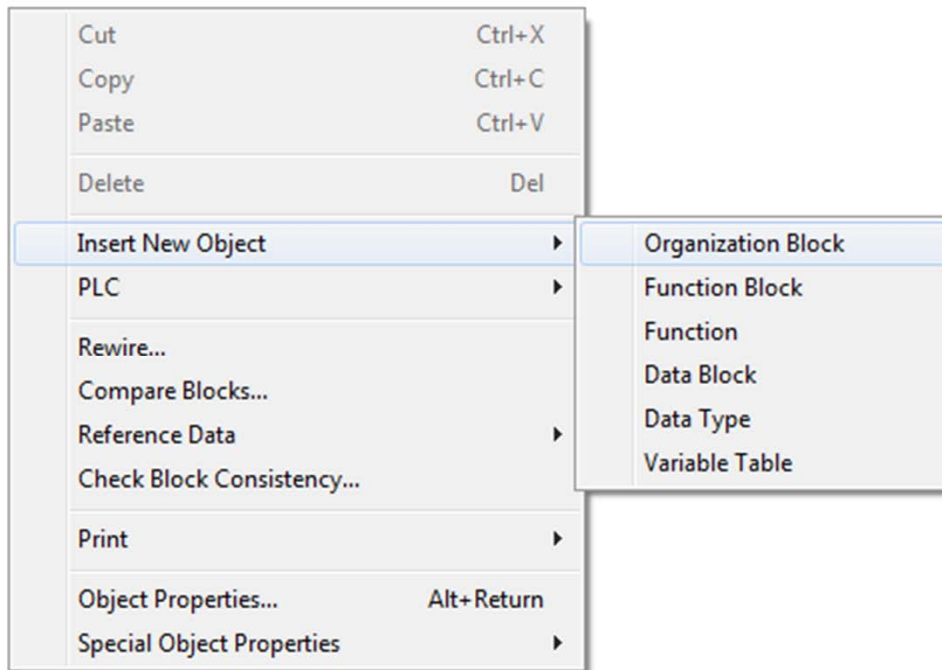 Cut Ctrl+X
Copy Ctrl+C
Paste Ctrl+V
Delete Del
Insert New Object
PLC
Rewire...
Compare Blocks...
Reference Data
Check Block Consistency...
Print
Object Properties... Alt+Return
Special Object Properties
Organization Block
Function Block
Function
Data Block
Data Type
Variable Table